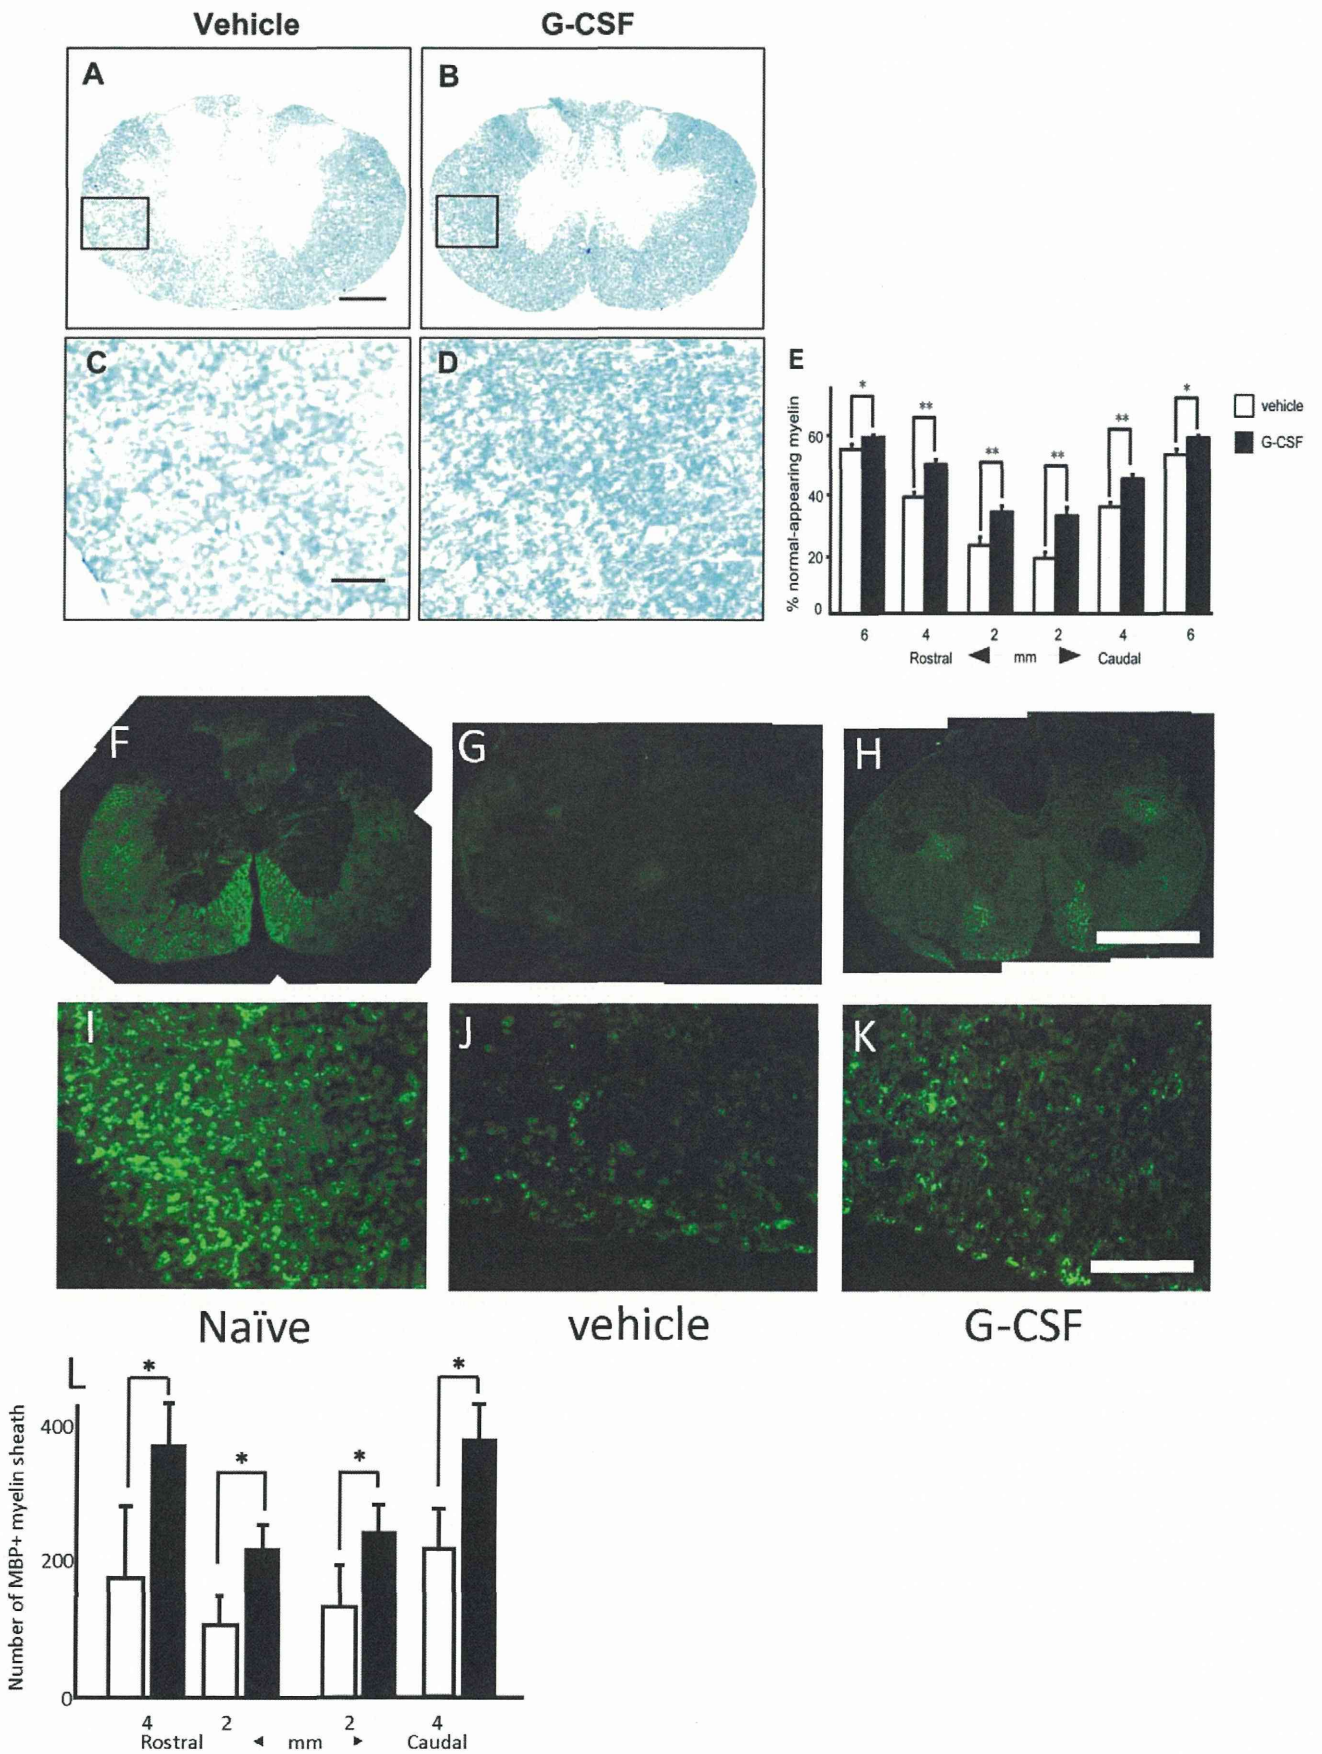 Vehicle G-CSF
A B
C D
E
% normal-appearing myelin
60
40
20
0
* ** ** ** ** *
vehicle
G-CSF
6 4 2 2 4 6
Rostral ◀ mm ▶ Caudal
F G H
I J K
Naïve vehicle G-CSF
L
Number of MBP+ myelin sheath
400
200
0
* * * *
4 2 2 4
Rostral ◀ mm ▶ Caudal